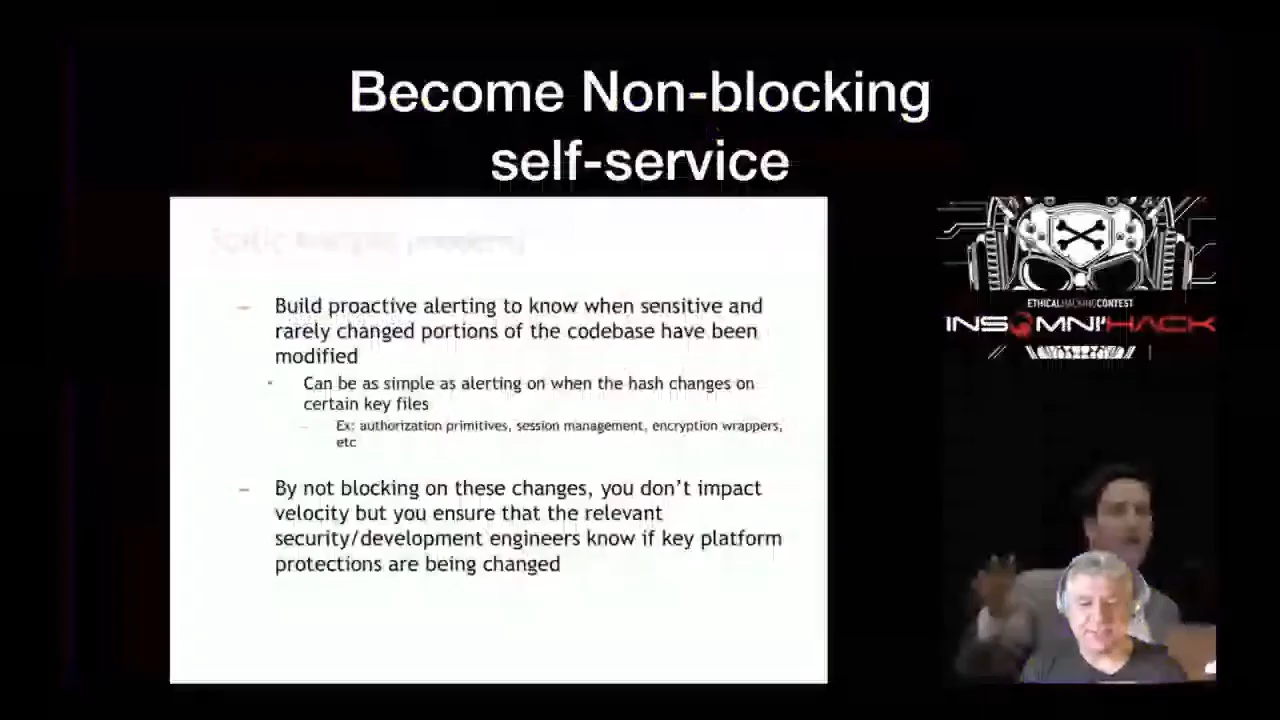 Become Non-blocking
self-service
– Build proactive alerting to know when sensitive and
rarely changed portions of the codebase have been
modified
• Can be as simple as alerting on when the hash changes on
certain key files
– Ex: authorization primitives, session management, encryption wrappers,
etc
– By not blocking on these changes, you don't impact
velocity but you ensure that the relevant
security/development engineers know if key platform
protections are being changed
ETHICALHACKINGCONTEST
INSOMNI'HACK